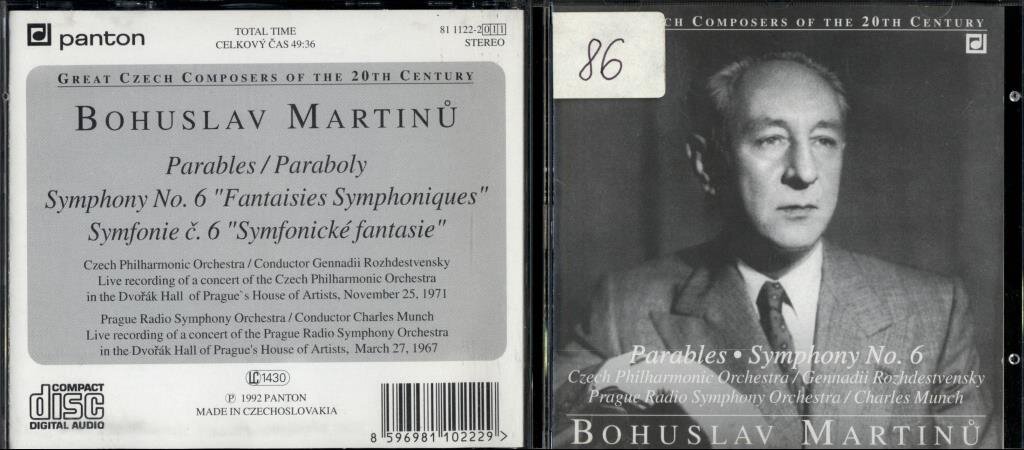 panton
TOTAL TIME
CELKOVÝ ČAS 49:36
81 1122-2 011
STEREO
GREAT CZECH COMPOSERS OF THE 20TH CENTURY
BOHUSLAV MARTINŮ
Parables / Paraboly
Symphony No. 6 "Fantaisies Symphoniques"
Symfonie č. 6 "Symfonické fantasie"
Czech Philharmonic Orchestra / Conductor Gennadii Rozhdestvensky
Live recording of a concert of the Czech Philharmonic Orchestra
in the Dvořák Hall of Prague`s House of Artists, November 25, 1971
Prague Radio Symphony Orchestra / Conductor Charles Munch
Live recording of a concert of the Prague Radio Symphony Orchestra
in the Dvořák Hall of Prague's House of Artists, March 27, 1967
COMPACT
disc
DIGITAL AUDIO
LC 1430
℗ 1992 PANTON
MADE IN CZECHOSLOVAKIA
8 596981 102229 >
86
ECH COMPOSERS OF THE 20TH CENTURY
Parables • Symphony No. 6
Czech Philharmonic Orchestra / Gennadii Rozhdestvensky
Prague Radio Symphony Orchestra / Charles Munch
BOHUSLAV MARTINŮ